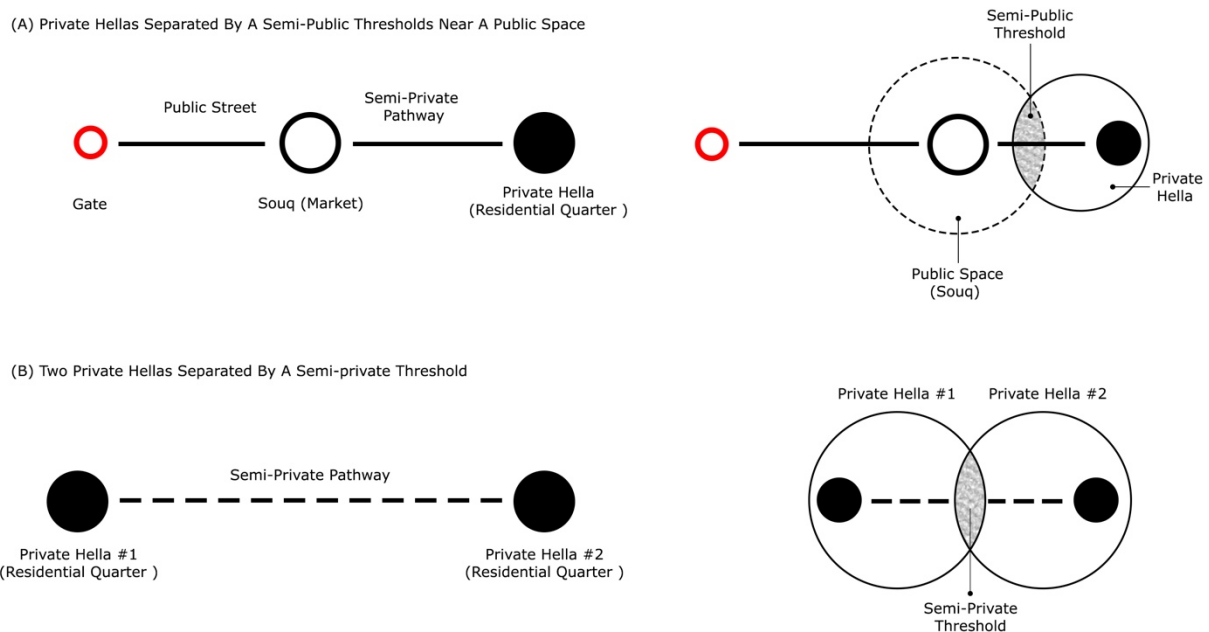 (A) Private Hellas Separated By A Semi-Public Thresholds Near A Public Space
Public Street
Semi-Private
Pathway
Gate
Souq (Market)
Private Hella
(Residential Quarter )
Semi-Public
Threshold
Private
Hella
Public Space
(Souq)
(B) Two Private Hellas Separated By A Semi-private Threshold
Semi-Private Pathway
Private Hella #1
(Residential Quarter )
Private Hella #2
(Residential Quarter )
Private Hella #1
Private Hella #2
Semi-Private
Threshold